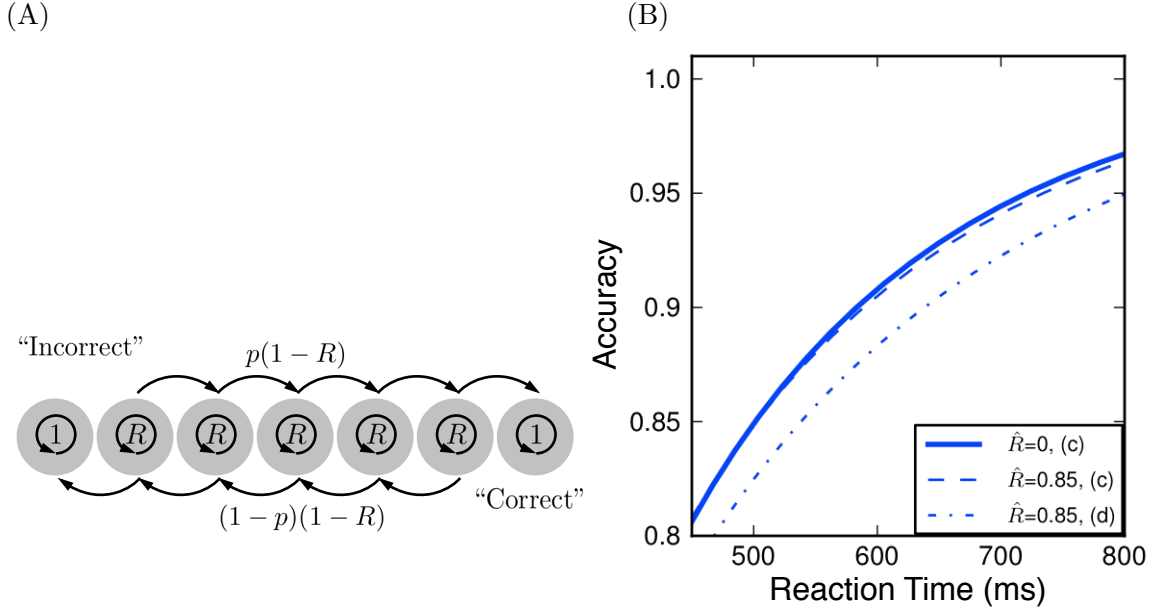 (A)
(B)
“Incorrect”
p(1 − R)
1 R R R R R 1
“Correct”
(1 − p)(1 − R)
1.0
0.95
0.9
0.85
0.8
Accuracy
500 600 700 800
Reaction Time (ms)
R̂=0, (c)
R̂=0.85, (c)
R̂=0.85, (d)